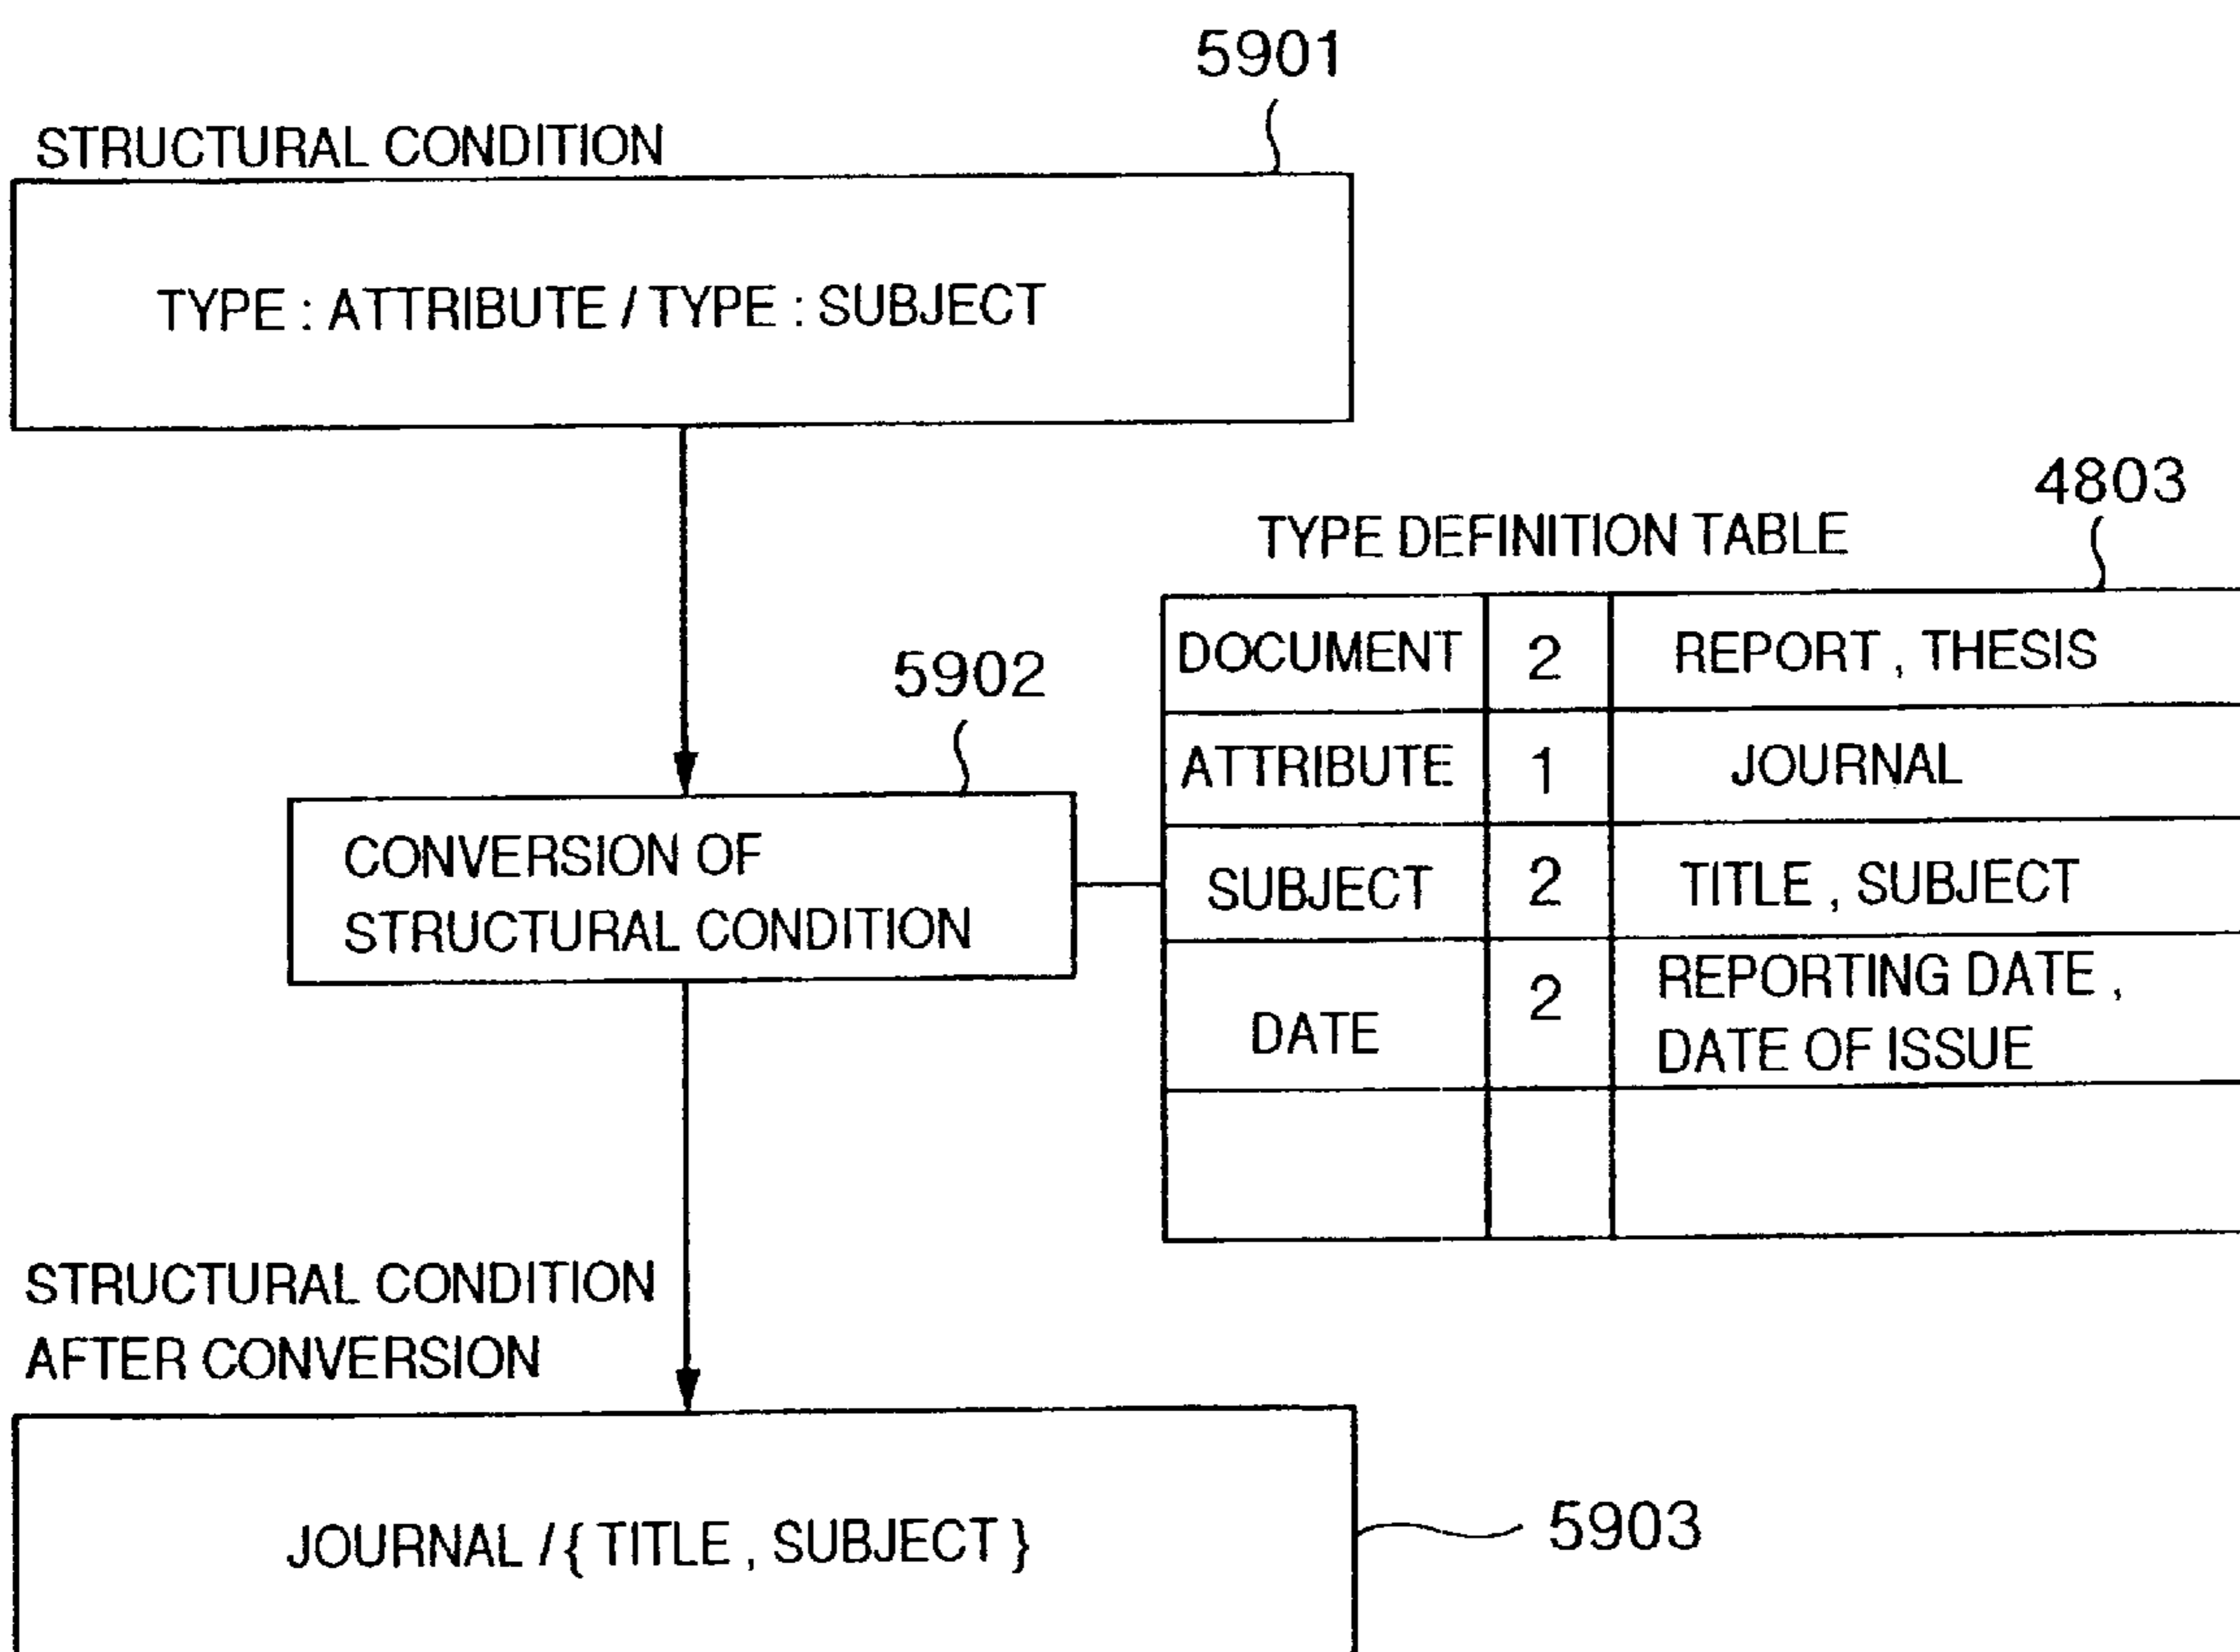 5901
STRUCTURAL CONDITION
TYPE : ATTRIBUTE / TYPE : SUBJECT
4803
TYPE DEFINITION TABLE
DOCUMENT 2 REPORT , THESIS
ATTRIBUTE 1 JOURNAL
SUBJECT 2 TITLE , SUBJECT
DATE 2 REPORTING DATE ,
DATE OF ISSUE
5902
CONVERSION OF
STRUCTURAL CONDITION
STRUCTURAL CONDITION
AFTER CONVERSION
JOURNAL / { TITLE , SUBJECT }
5903